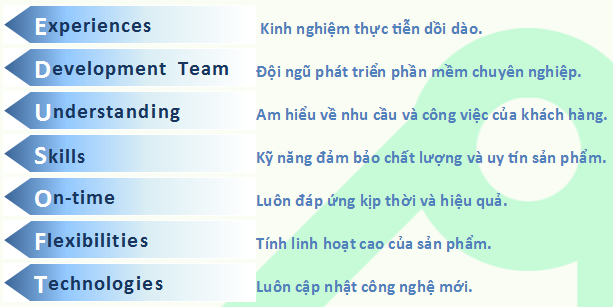 Experiences Kinh nghiệm thực tiễn dồi dào.
Development Team Đội ngũ phát triển phần mềm chuyên nghiệp.
Understanding Am hiểu về nhu cầu và công việc của khách hàng.
Skills Kỹ năng đảm bảo chất lượng và uy tín sản phẩm.
On-time Luôn đáp ứng kịp thời và hiệu quả.
Flexibilities Tính linh hoạt cao của sản phẩm.
Technologies Luôn cập nhật công nghệ mới.